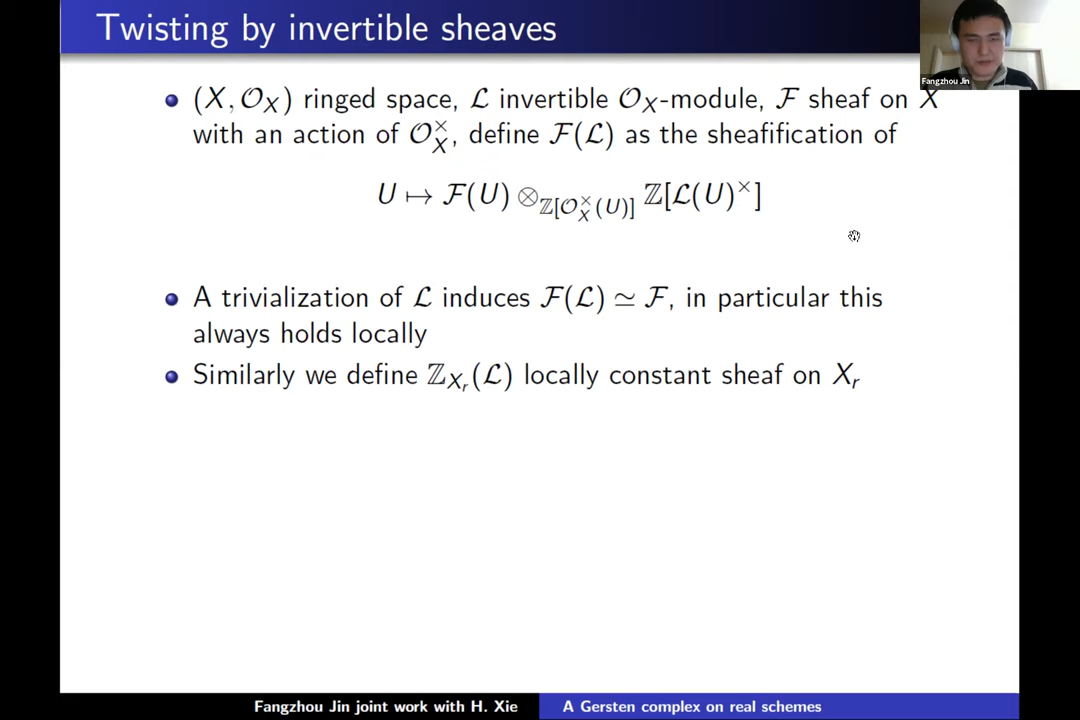 Twisting by invertible sheaves
Fangzhou Jin
(X, 𝒪_X) ringed space, ℒ invertible 𝒪_X-module, ℱ sheaf on X
with an action of 𝒪_X^×, define ℱ(ℒ) as the sheafification of
U ↦ ℱ(U) ⊗_{ℤ[𝒪_X^×(U)]} ℤ[ℒ(U)^×]
A trivialization of ℒ induces ℱ(ℒ) ≃ ℱ, in particular this
always holds locally
Similarly we define ℤ_{X_r}(ℒ) locally constant sheaf on X_r
Fangzhou Jin joint work with H. Xie
A Gersten complex on real schemes